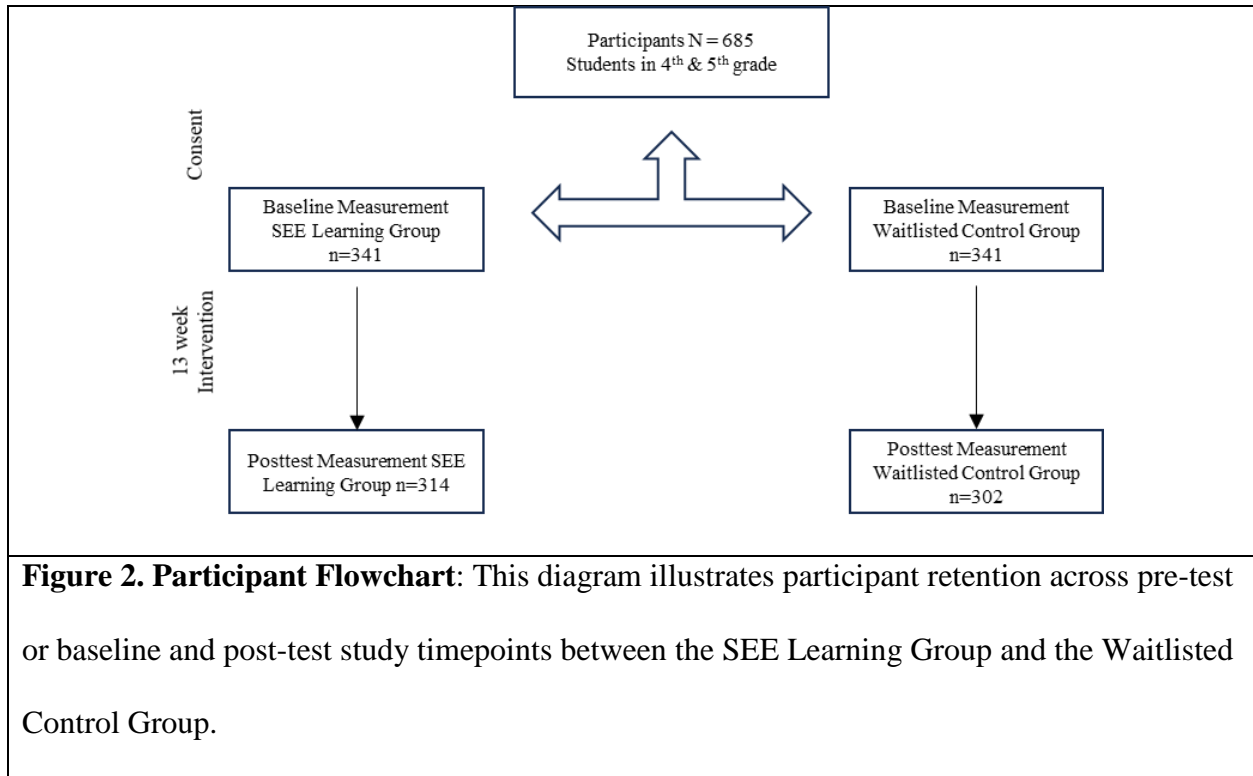 Participants N = 685
Students in 4th & 5th grade
Consent
Baseline Measurement
SEE Learning Group
n=341
Baseline Measurement
Waitlisted Control Group
n=341
13 week
Intervention
Posttest Measurement SEE
Learning Group n=314
Posttest Measurement
Waitlisted Control Group
n=302
Figure 2. Participant Flowchart: This diagram illustrates participant retention across pre-test
or baseline and post-test study timepoints between the SEE Learning Group and the Waitlisted
Control Group.